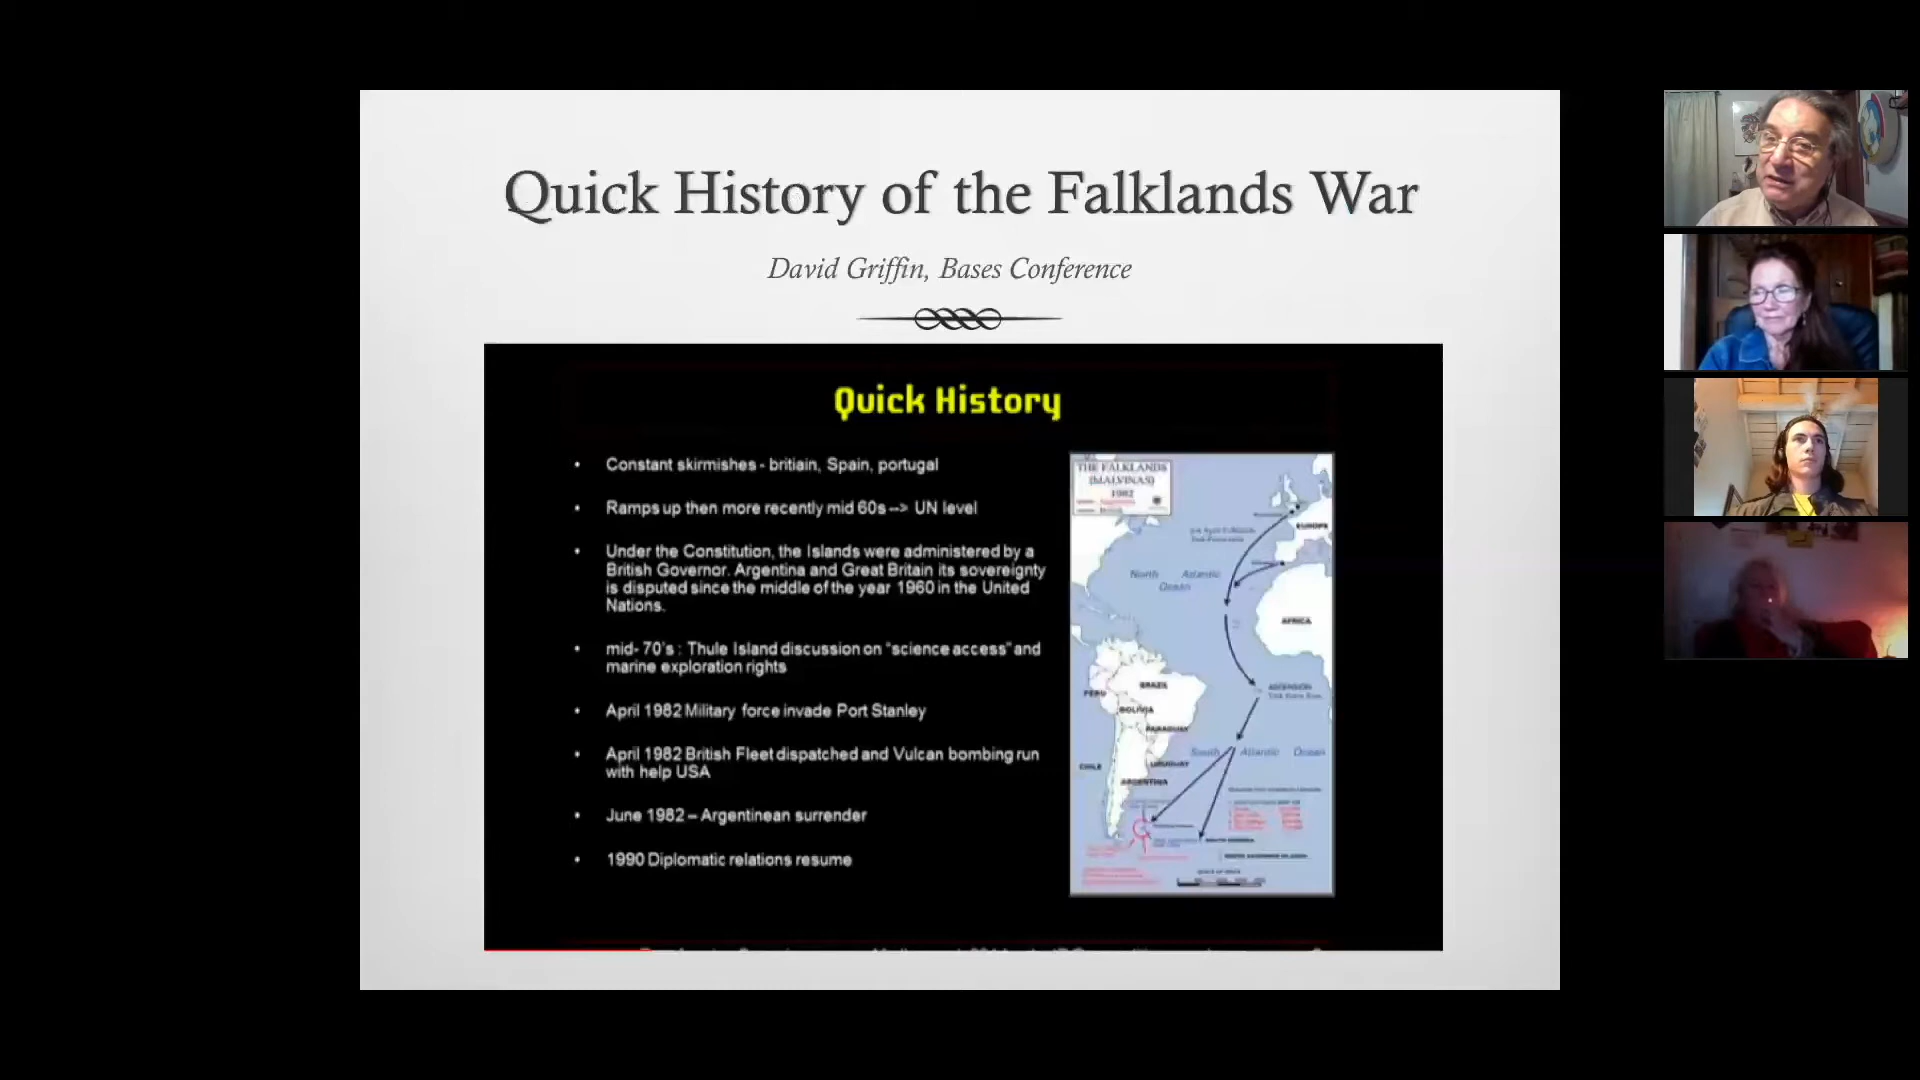 Quick History of the Falklands War
David Griffin, Bases Conference
Quick History
• Constant skirmishes - britiain, Spain, portugal
• Ramps up then more recently mid 60s --> UN level
• Under the Constitution, the Islands were administered by a
British Governor. Argentina and Great Britain its sovereignty
is disputed since the middle of the year 1960 in the United
Nations.
• mid- 70's : Thule Island discussion on "science access" and
marine exploration rights
• April 1982 Military force invade Port Stanley
• April 1982 British Fleet dispatched and Vulcan bombing run
with help USA
• June 1982 – Argentinean surrender
• 1990 Diplomatic relations resume
THE FALKLANDS
(MALVINAS)
1982
EUROPE
North Atlantic
Ocean
AFRICA
ASCENSION
BRAZIL
PERU
BOLIVIA
PARAGUAY
South Atlantic Ocean
CHILE
URUGUAY
ARGENTINA